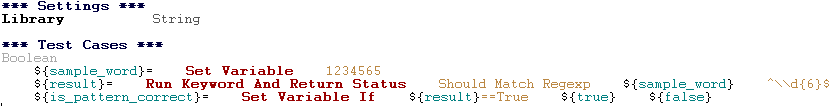 *** Settings ***
Library String
*** Test Cases ***
Boolean
${sample_word}= Set Variable 1234565
${result}= Run Keyword And Return Status Should Match Regexp ${sample_word} ^\\d{6}$
${is_pattern_correct}= Set Variable If ${result}==True ${true} ${false}